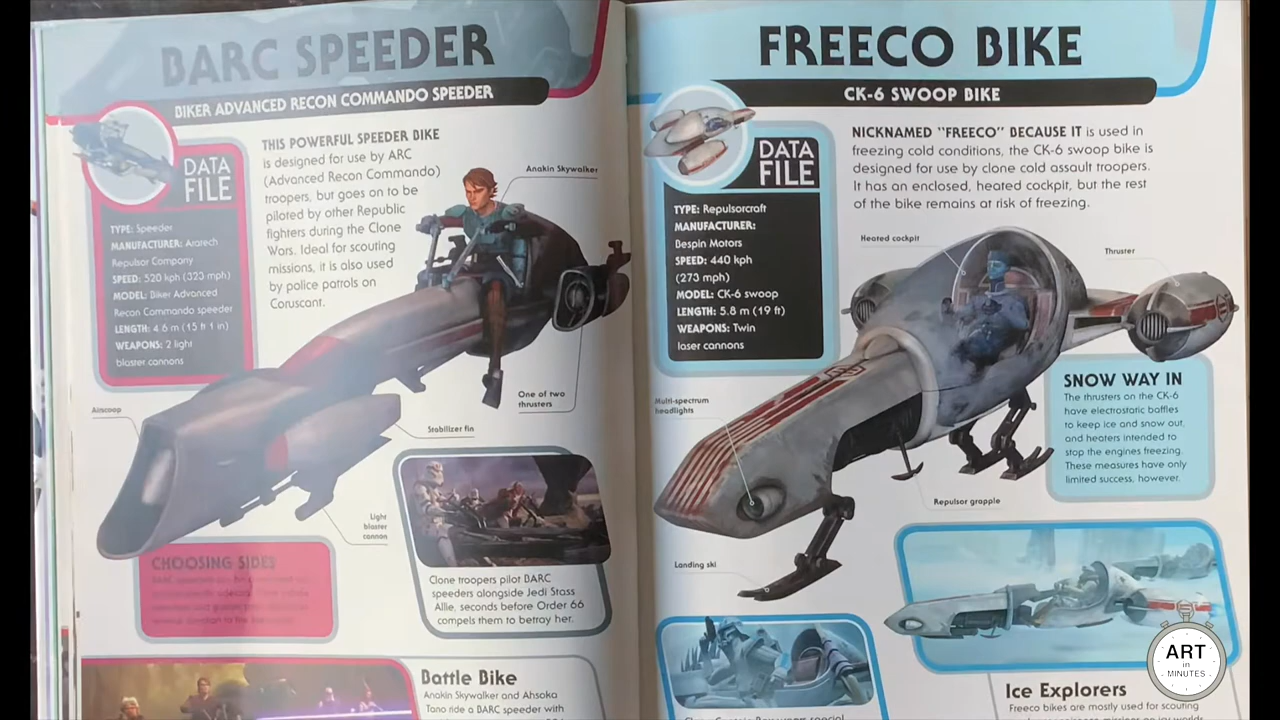 BARC SPEEDER
BIKER ADVANCED RECON COMMANDO SPEEDER
DATA
FILE
TYPE: Speeder
MANUFACTURER: Aratech
Repulsor Company
SPEED: 520 kph (323 mph)
MODEL: Biker Advanced
Recon Commando speeder
LENGTH: 4.6 m (15 ft 1 in)
WEAPONS: 2 light
blaster cannons
THIS POWERFUL SPEEDER BIKE
is designed for use by ARC
(Advanced Recon Commando)
troopers, but goes on to be
piloted by other Republic
fighters during the Clone
Wars. Ideal for scouting
missions, it is also used
by police patrols on
Coruscant.
Anakin Skywalker
One of two
thrusters
Airscoop
Stabilizer fin
Light
blaster
cannon
CHOOSING SIDES
Clone troopers pilot BARC
speeders alongside Jedi Stass
Allie, seconds before Order 66
compels them to betray her.
Battle Bike
Anakin Skywalker and Ahsoka
Tano ride a BARC speeder with
FREECO BIKE
CK-6 SWOOP BIKE
DATA
FILE
TYPE: Repulsorcraft
MANUFACTURER:
Bespin Motors
SPEED: 440 kph
(273 mph)
MODEL: CK-6 swoop
LENGTH: 5.8 m (19 ft)
WEAPONS: Twin
laser cannons
NICKNAMED "FREECO" BECAUSE IT is used in
freezing cold conditions, the CK-6 swoop bike is
designed for use by clone cold assault troopers.
It has an enclosed, heated cockpit, but the rest
of the bike remains at risk of freezing.
Heated cockpit
Thruster
Multi-spectrum
headlights
SNOW WAY IN
The thrusters on the CK-6
have electrostatic baffles
to keep ice and snow out,
and heaters intended to
stop the engines freezing.
These measures have only
limited success, however.
Repulsor grapple
Landing ski
Ice Explorers
Freeco bikes are mostly used for scouting
ART
in
MINUTES